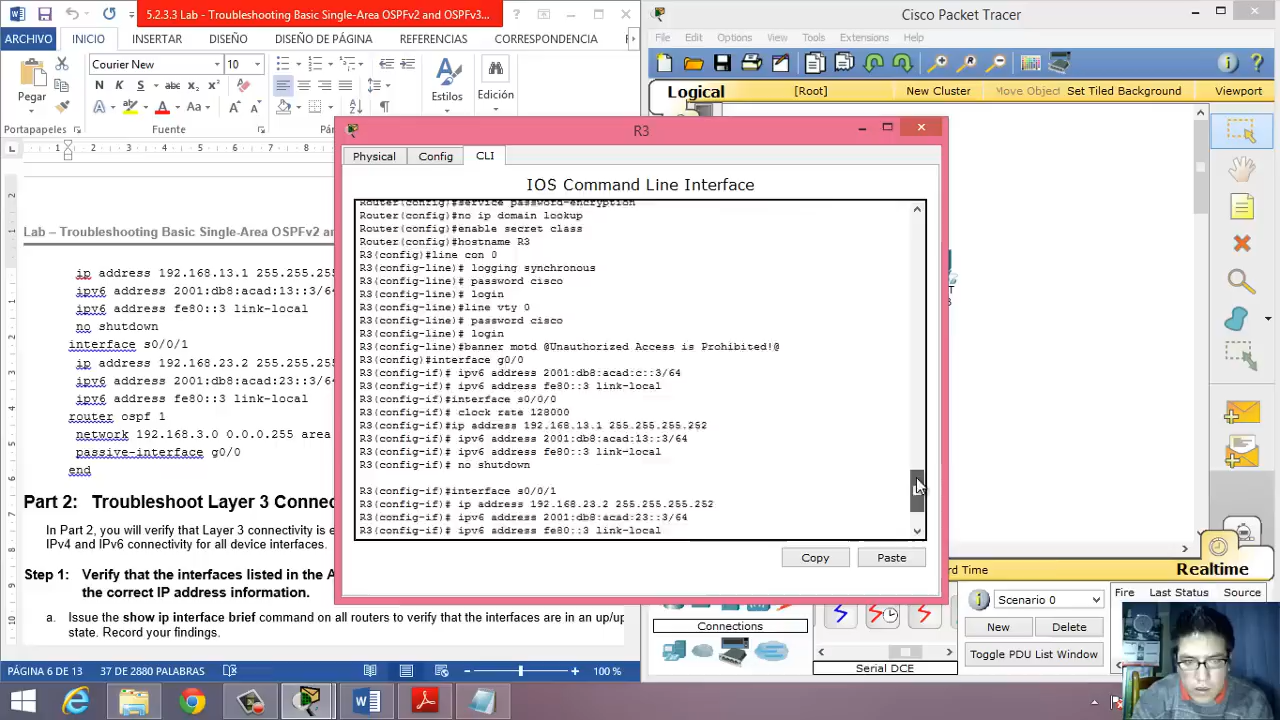 5.2.3.3 Lab - Troubleshooting Basic Single-Area OSPFv2 and OSPFv3...
ARCHIVO
INICIO
INSERTAR
DISEÑO
DISEÑO DE PÁGINA
REFERENCIAS
CORRESPONDENCIA
Courier New
10
Pegar
N K S abc x₂ x²
Aa
Estilos
Edición
Portapapeles
Fuente
Párrafo
Lab – Troubleshooting Basic Single-Area OSPFv2 a
ip address 192.168.13.1 255.255.255
ipv6 address 2001:db8:acad:13::3/64
ipv6 address fe80::3 link-local
no shutdown
interface s0/0/1
ip address 192.168.23.2 255.255.255
ipv6 address 2001:db8:acad:23::3/64
ipv6 address fe80::3 link-local
router ospf 1
network 192.168.3.0 0.0.0.255 area
passive-interface g0/0
end
Part 2: Troubleshoot Layer 3 Conne
In Part 2, you will verify that Layer 3 connectivity is e
IPv4 and IPv6 connectivity for all device interfaces.
Step 1: Verify that the interfaces listed in the A
the correct IP address information.
a. Issue the show ip interface brief command on all routers to verify that the interfaces are in an up/u
state. Record your findings.
PÁGINA 6 DE 13
37 DE 2880 PALABRAS
100 %
Cisco Packet Tracer
File Edit Options View Tools Extensions Help
Logical
[Root]
New Cluster
Move Object
Set Tiled Background
Viewport
R3
Physical
Config
CLI
IOS Command Line Interface
Router(config)#service password-encryption
Router(config)#no ip domain lookup
Router(config)#enable secret class
Router(config)#hostname R3
R3(config)#line con 0
R3(config-line)# logging synchronous
R3(config-line)# password cisco
R3(config-line)# login
R3(config-line)#line vty 0
R3(config-line)# password cisco
R3(config-line)# login
R3(config-line)#banner motd @Unauthorized Access is Prohibited!@
R3(config)#interface g0/0
R3(config-if)# ipv6 address 2001:db8:acad:c::3/64
R3(config-if)# ipv6 address fe80::3 link-local
R3(config-if)#interface s0/0/0
R3(config-if)# clock rate 128000
R3(config-if)#ip address 192.168.13.1 255.255.255.252
R3(config-if)# ipv6 address 2001:db8:acad:13::3/64
R3(config-if)# ipv6 address fe80::3 link-local
R3(config-if)# no shutdown
R3(config-if)#interface s0/0/1
R3(config-if)# ip address 192.168.23.2 255.255.255.252
R3(config-if)# ipv6 address 2001:db8:acad:23::3/64
R3(config-if)# ipv6 address fe80::3 link-local
Copy
Paste
Time
Realtime
Connections
Serial DCE
Scenario 0
New
Delete
Toggle PDU List Window
Fire
Last Status
Source